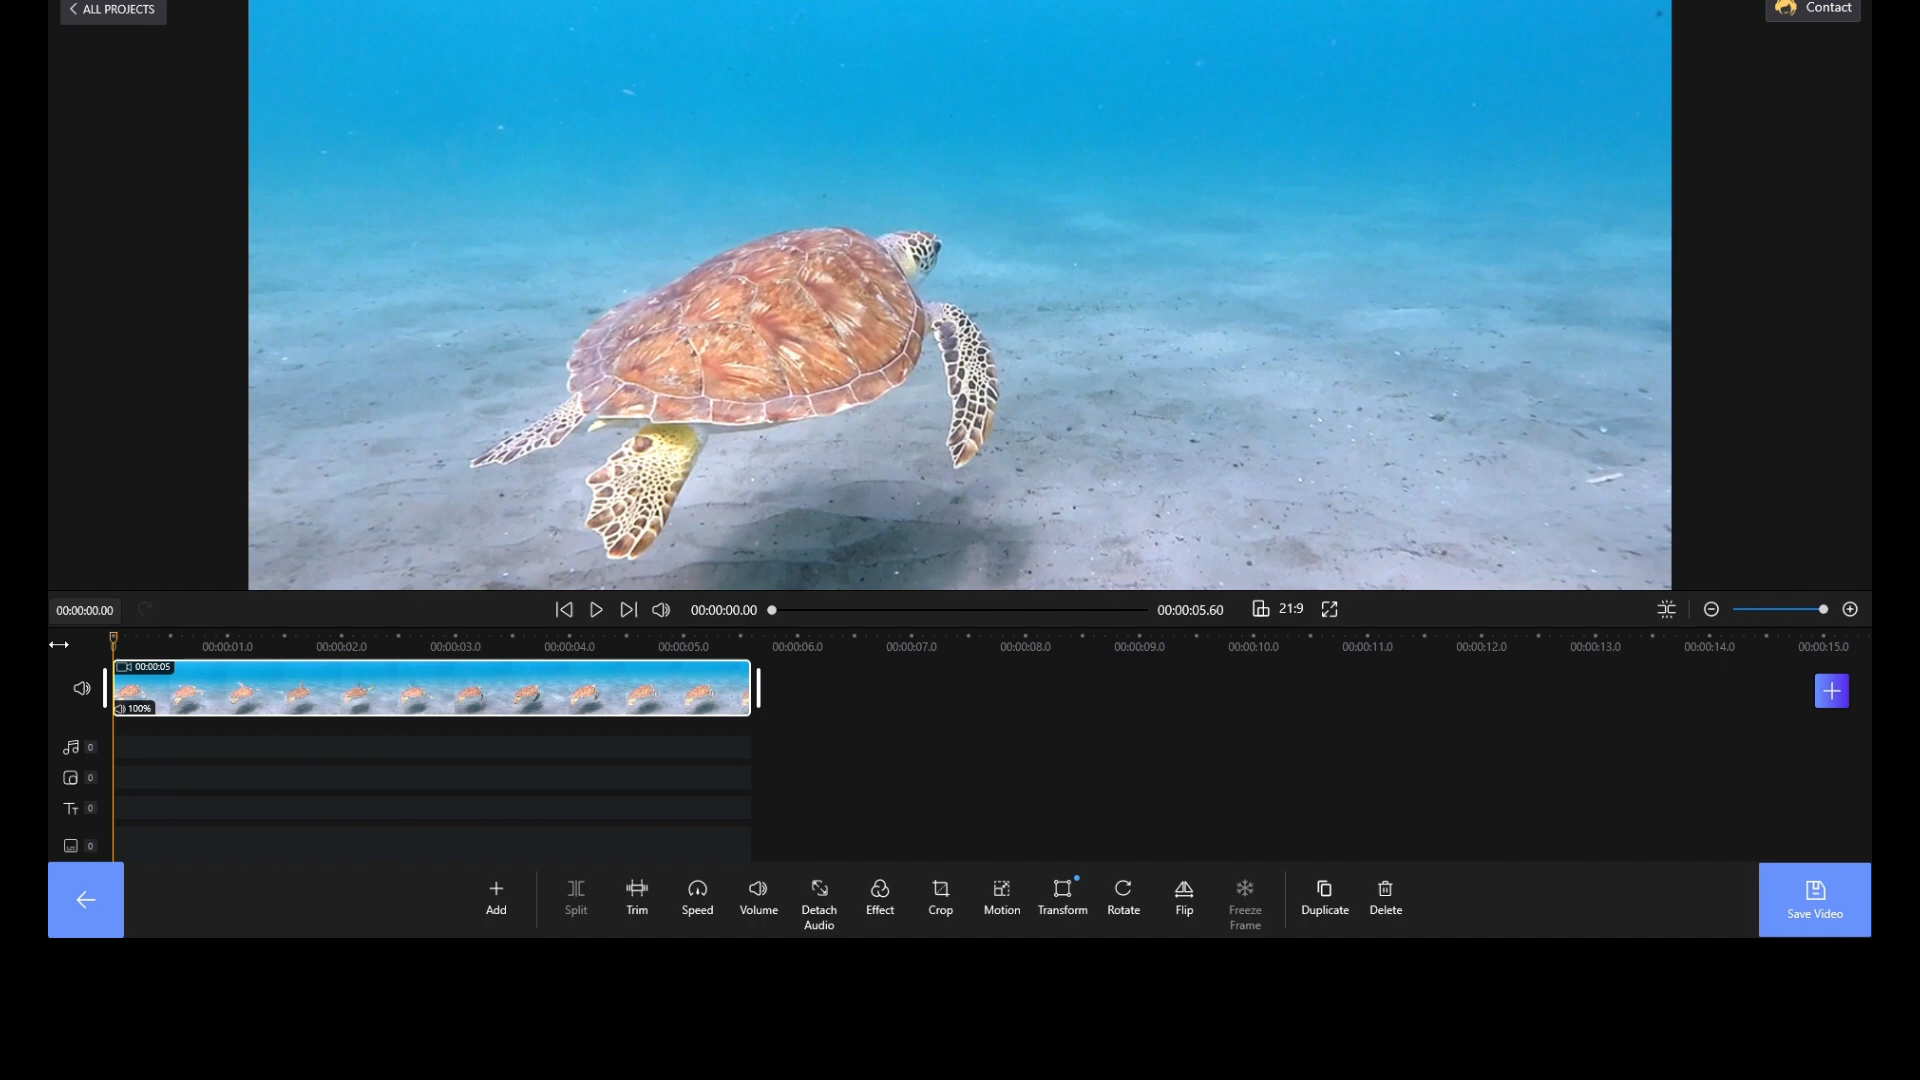 ALL PROJECTS
Contact
00:00:00.00
00:00:00.00
00:00:05.60
21:9
0
00:00:01.0
00:00:02.0
00:00:03.0
00:00:04.0
00:00:05.0
00:00:06.0
00:00:07.0
00:00:08.0
00:00:09.0
00:00:10.0
00:00:11.0
00:00:12.0
00:00:13.0
00:00:14.0
00:00:15.0
00:00:05
100%
0
0
Tт 0
0
Add
Split
Trim
Speed
Volume
Detach
Audio
Effect
Crop
Motion
Transform
Rotate
Flip
Freeze
Frame
Duplicate
Delete
Save Video